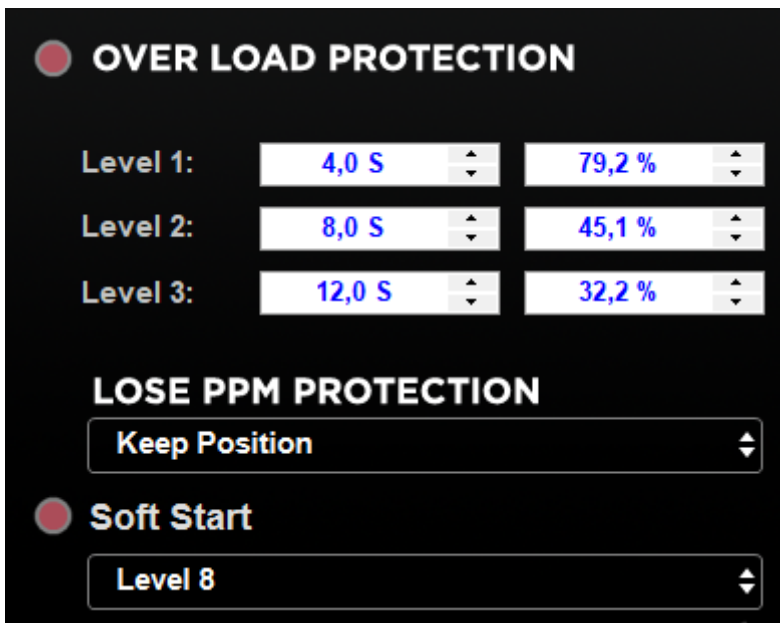 OVER LOAD PROTECTION
Level 1: 4,0 S 79,2 %
Level 2: 8,0 S 45,1 %
Level 3: 12,0 S 32,2 %
LOSE PPM PROTECTION
Keep Position
Soft Start
Level 8